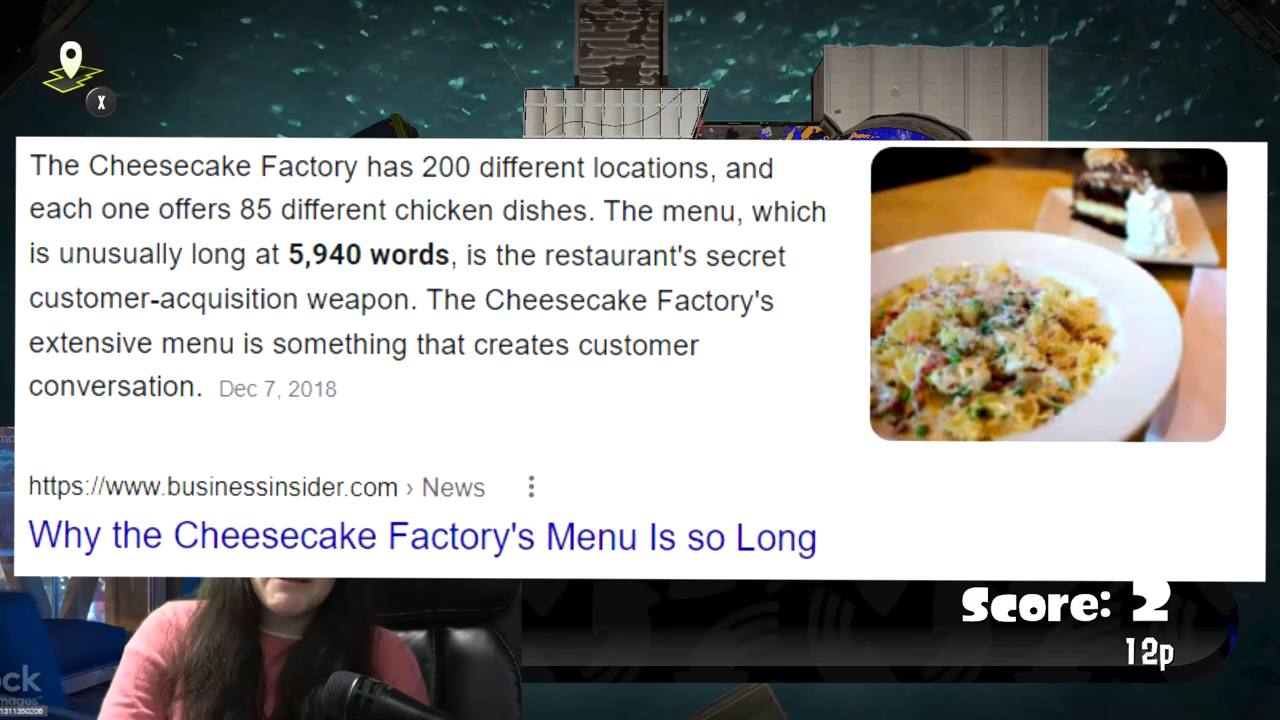 X
The Cheesecake Factory has 200 different locations, and
each one offers 85 different chicken dishes. The menu, which
is unusually long at 5,940 words, is the restaurant's secret
customer-acquisition weapon. The Cheesecake Factory's
extensive menu is something that creates customer
conversation. Dec 7, 2018
https://www.businessinsider.com › News
Why the Cheesecake Factory's Menu Is so Long
Score: 2
12p
ock
images
1311350206